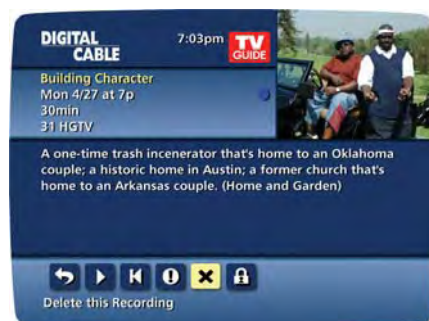 DIGITAL
CABLE
7:03pm
TV
GUIDE
Building Character
Mon 4/27 at 7p
30min
31 HGTV
A one-time trash incenerator that's home to an Oklahoma
couple; a historic home in Austin; a former church that's
home to an Arkansas couple. (Home and Garden)
Delete this Recording